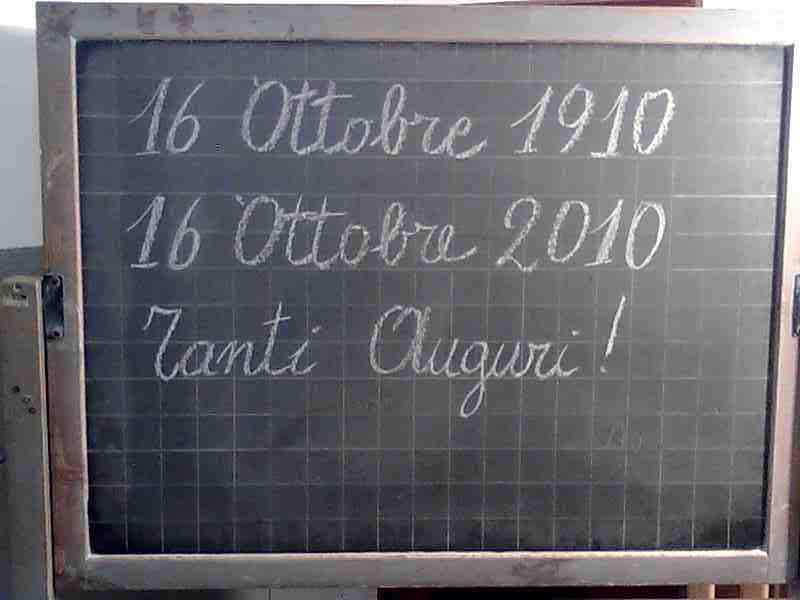 16 Ottobre 1910
16 Ottobre 2010
Tanti Auguri!